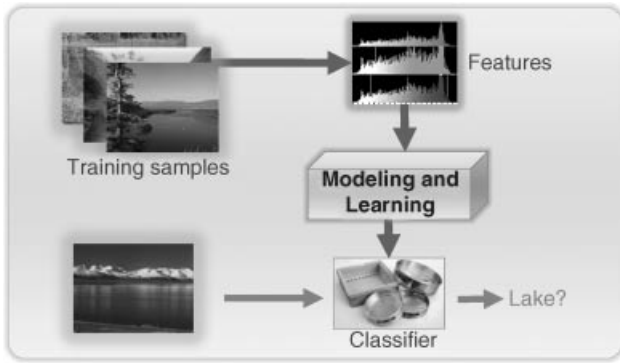 Features
Training samples
Modeling and
Learning
Lake?
Classifier